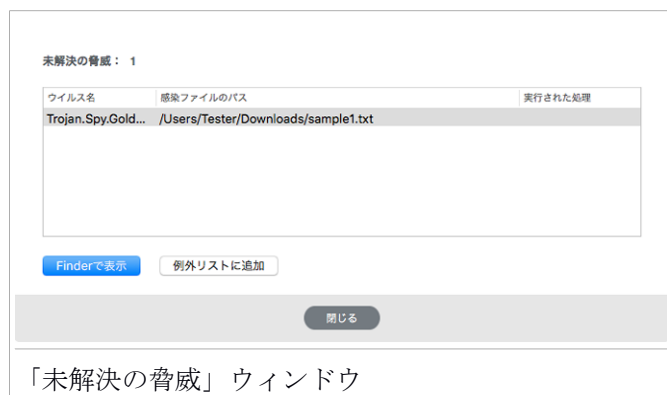 未解決の脅威： 1
ウイルス名 感染ファイルのパス 実行された処理
Trojan.Spy.Gold... /Users/Tester/Downloads/sample1.txt
Finderで表示 例外リストに追加
閉じる
「未解決の脅威」ウィンドウ